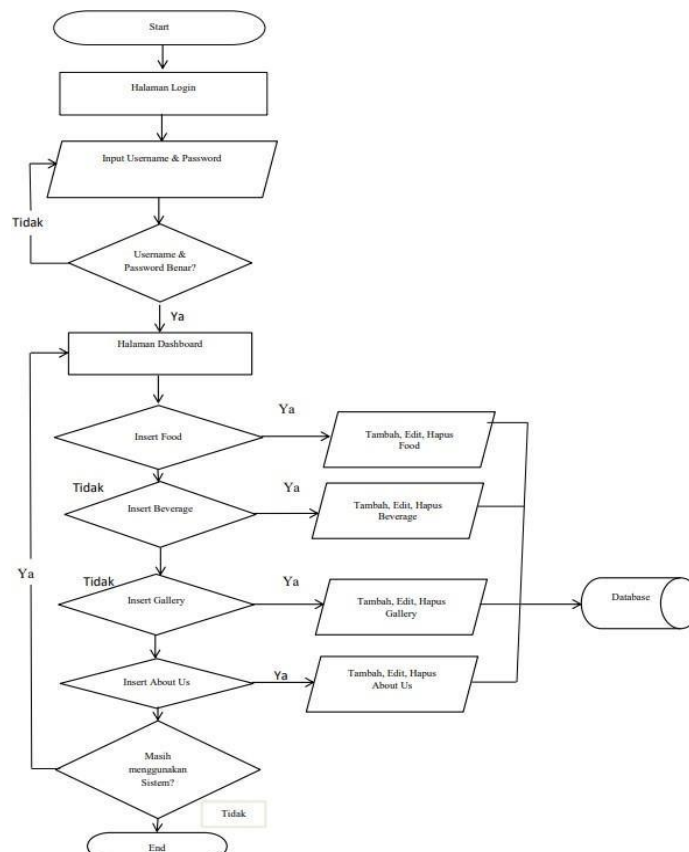 Start
Halaman Login
Input Username & Password
Tidak
Username &
Password Benar?
Ya
Halaman Dashboard
Ya
Insert Food
Tambah, Edit, Hapus
Food
Tidak
Ya
Insert Beverage
Tambah, Edit, Hapus
Beverage
Tidak
Ya
Ya
Insert Gallery
Tambah, Edit, Hapus
Gallery
Database
Insert About Us
Ya
Tambah, Edit, Hapus
About Us
Masih
menggunakan
Sistem?
Tidak
End